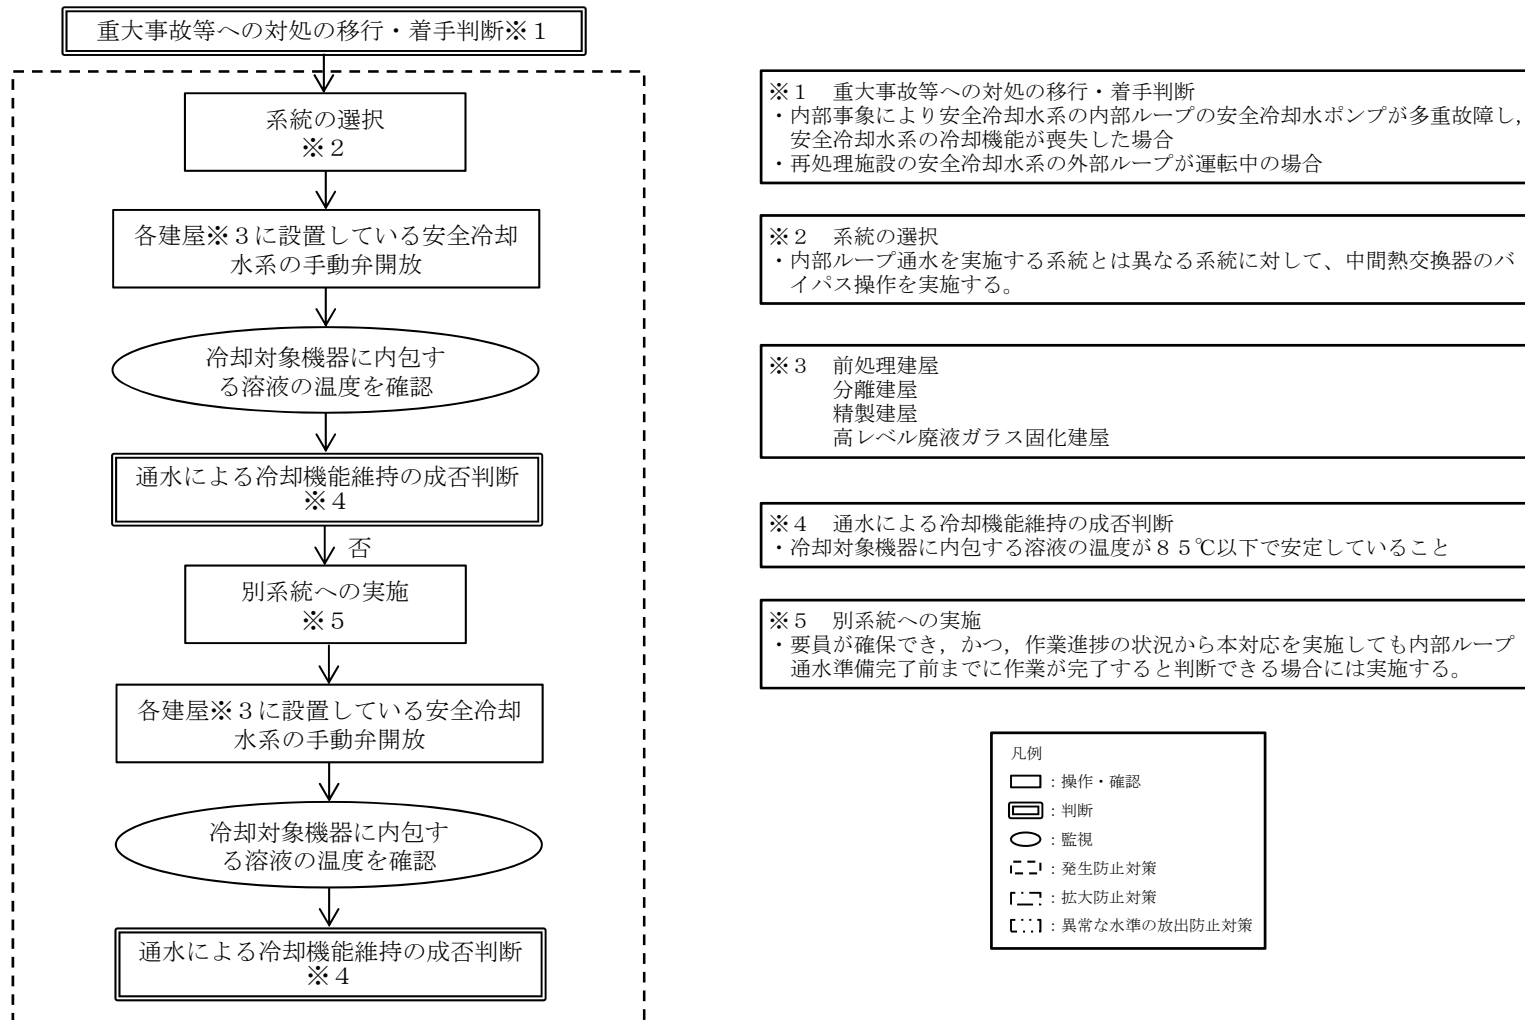 重大事故等への対処の移行・着手判断※１
系統の選択
※２
各建屋※３に設置している安全冷却
水系の手動弁開放
冷却対象機器に内包す
る溶液の温度を確認
通水による冷却機能維持の成否判断
※４
否
別系統への実施
※５
各建屋※３に設置している安全冷却
水系の手動弁開放
冷却対象機器に内包す
る溶液の温度を確認
通水による冷却機能維持の成否判断
※４
※１　重大事故等への対処の移行・着手判断
・内部事象により安全冷却水系の内部ループの安全冷却水ポンプが多重故障し，
安全冷却水系の冷却機能が喪失した場合
・再処理施設の安全冷却水系の外部ループが運転中の場合
※２　系統の選択
・内部ループ通水を実施する系統とは異なる系統に対して、中間熱交換器のバ
イパス操作を実施する。
※３　前処理建屋
分離建屋
精製建屋
高レベル廃液ガラス固化建屋
※４　通水による冷却機能維持の成否判断
・冷却対象機器に内包する溶液の温度が８５℃以下で安定していること
※５　別系統への実施
・要員が確保でき，かつ，作業進捗の状況から本対応を実施しても内部ループ
通水準備完了前までに作業が完了すると判断できる場合には実施する。
凡例
：操作・確認
：判断
：監視
：発生防止対策
：拡大防止対策
：異常な水準の放出防止対策